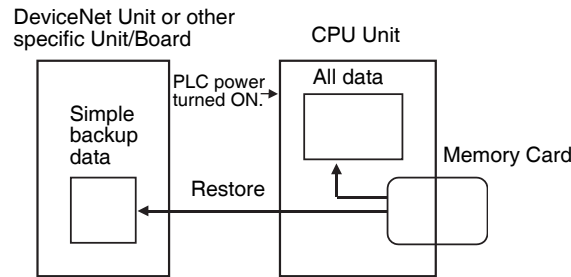 DeviceNet Unit or other
specific Unit/Board
CPU Unit
PLC power
turned ON.
All data
Simple
backup
data
Memory Card
Restore